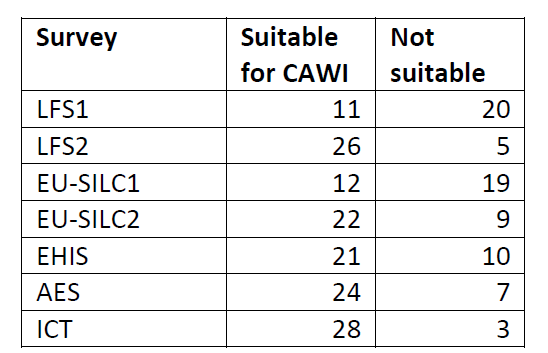 Survey Suitable for CAWI Not suitable
LFS1 11 20
LFS2 26 5
EU-SILC1 12 19
EU-SILC2 22 9
EHIS 21 10
AES 24 7
ICT 28 3